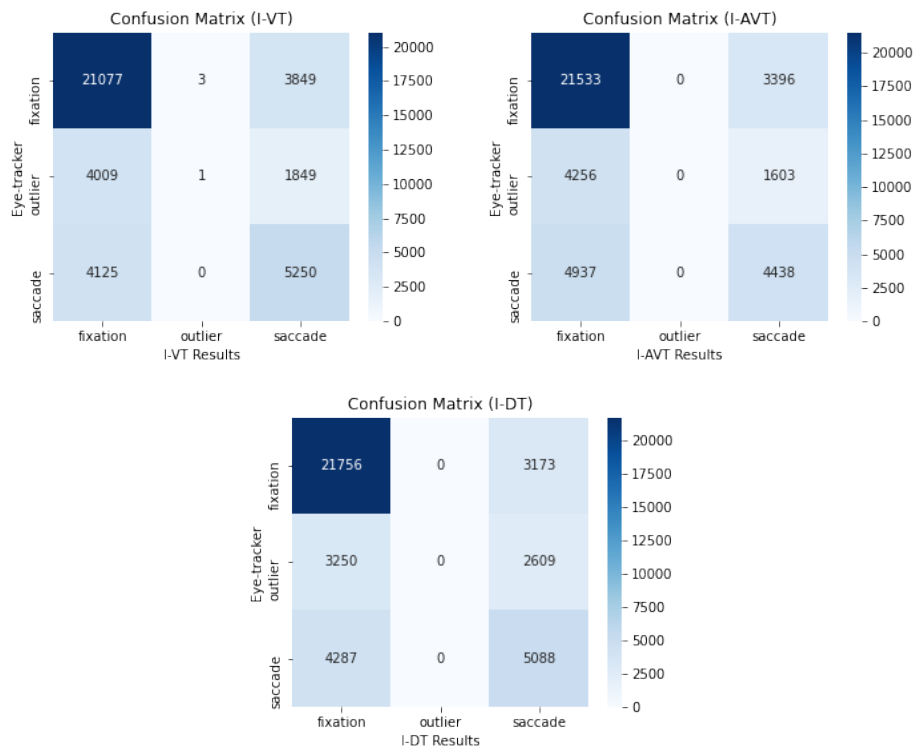 Confusion Matrix (I-VT)
fixation
outlier
saccade
Eye-tracker
21077 3 3849
4009 1 1849
4125 0 5250
fixation outlier saccade
I-VT Results
20000
17500
15000
12500
10000
7500
5000
2500
0
Confusion Matrix (I-AVT)
fixation
outlier
saccade
Eye-tracker
21533 0 3396
4256 0 1603
4937 0 4438
fixation outlier saccade
I-AVT Results
20000
17500
15000
12500
10000
7500
5000
2500
0
Confusion Matrix (I-DT)
fixation
outlier
saccade
Eye-tracker
21756 0 3173
3250 0 2609
4287 0 5088
fixation outlier saccade
I-DT Results
20000
17500
15000
12500
10000
7500
5000
2500
0